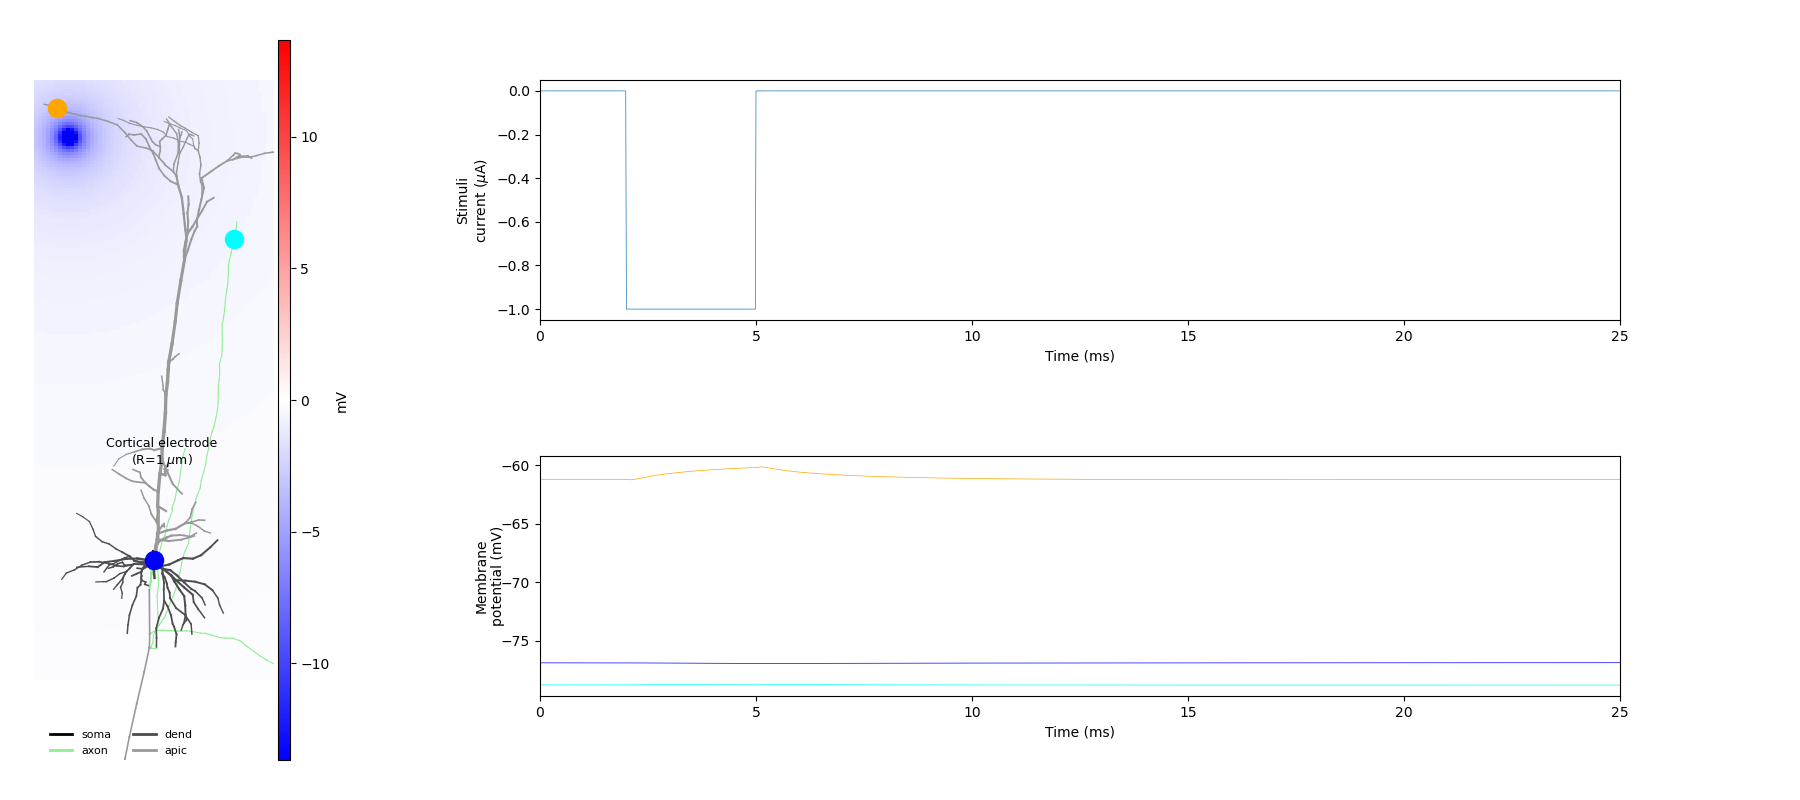 10
5
0
−5
−10
mV
Cortical electrode
(R=1 μm)
soma
dend
axon
apic
Stimuli
current (μA)
0.0
−0.2
−0.4
−0.6
−0.8
−1.0
0 5 10 15 20 25
Time (ms)
Membrane
potential (mV)
−60
−65
−70
−75
0 5 10 15 20 25
Time (ms)